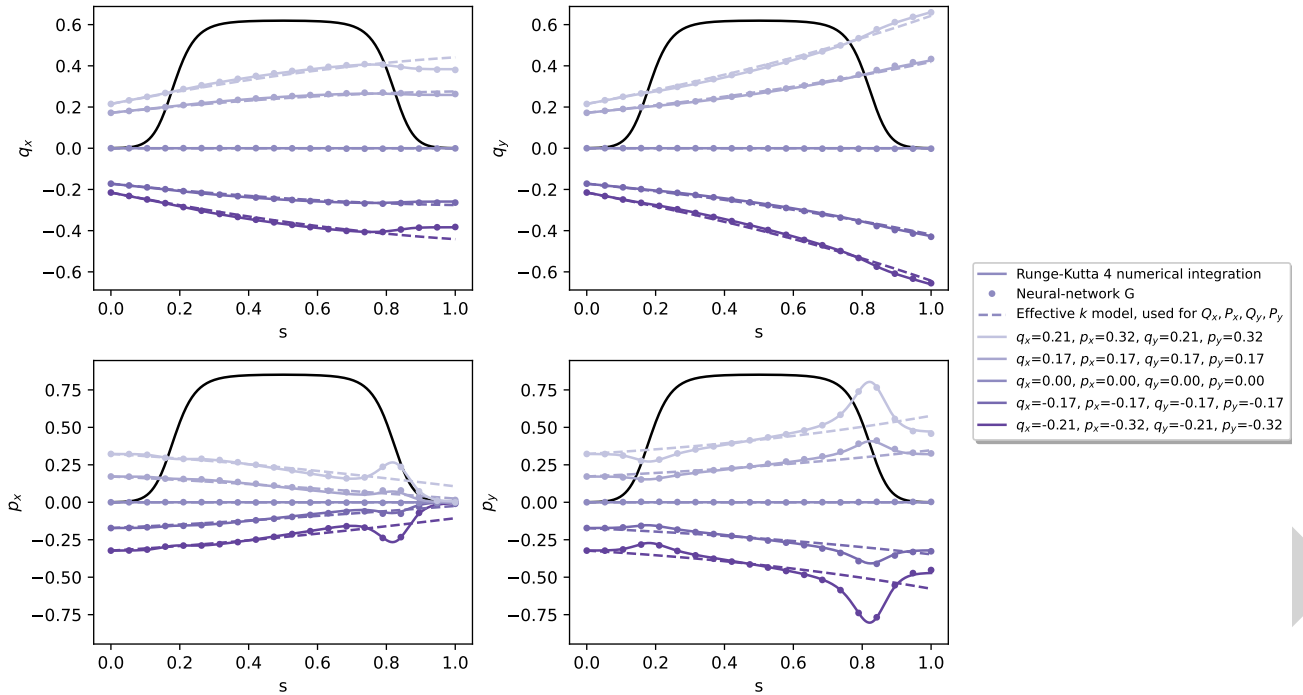 0.6
0.4
0.2
0.0
−0.2
−0.4
−0.6
q_x
0.0 0.2 0.4 0.6 0.8 1.0
s
0.6
0.4
0.2
0.0
−0.2
−0.4
−0.6
q_y
0.0 0.2 0.4 0.6 0.8 1.0
s
0.75
0.50
0.25
0.00
−0.25
−0.50
−0.75
p_x
0.0 0.2 0.4 0.6 0.8 1.0
s
0.75
0.50
0.25
0.00
−0.25
−0.50
−0.75
p_y
0.0 0.2 0.4 0.6 0.8 1.0
s
Runge-Kutta 4 numerical integration
Neural-network G
Effective k model, used for Q_x, P_x, Q_y, P_y
q_x=0.21, p_x=0.32, q_y=0.21, p_y=0.32
q_x=0.17, p_x=0.17, q_y=0.17, p_y=0.17
q_x=0.00, p_x=0.00, q_y=0.00, p_y=0.00
q_x=-0.17, p_x=-0.17, q_y=-0.17, p_y=-0.17
q_x=-0.21, p_x=-0.32, q_y=-0.21, p_y=-0.32